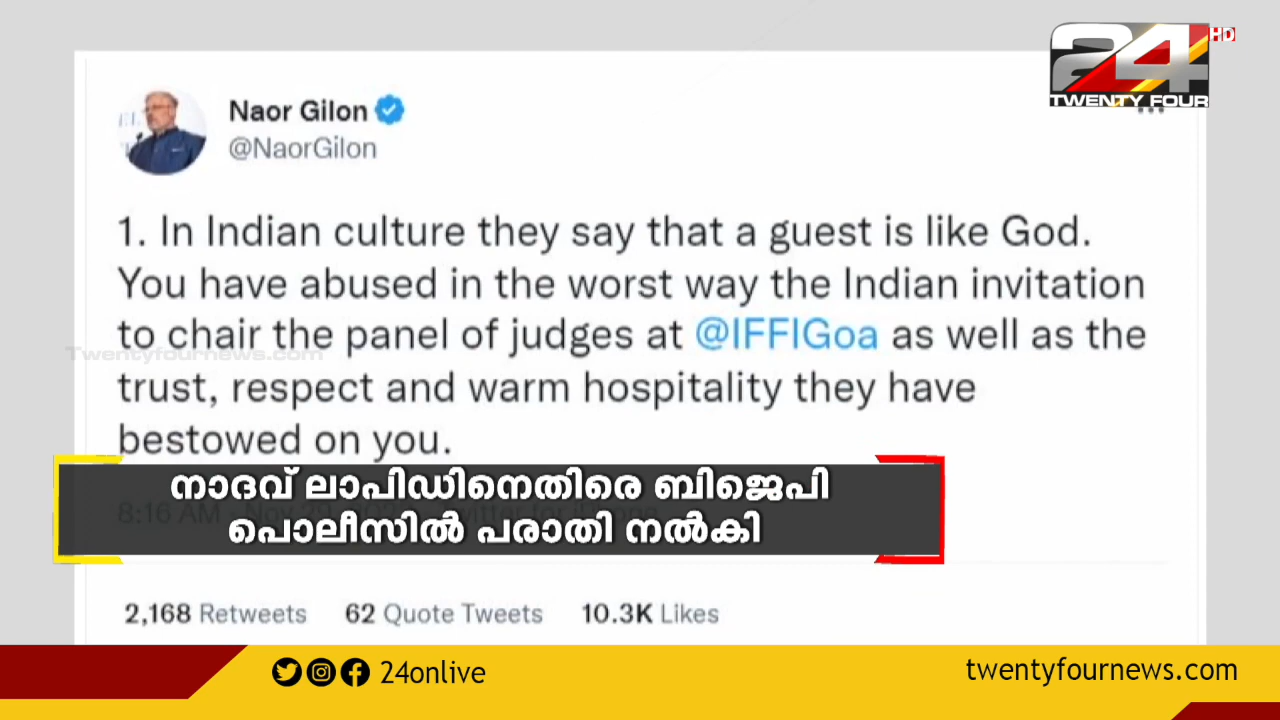 24 HD
TWENTY FOUR
Naor Gilon
@NaorGilon
1. In Indian culture they say that a guest is like God.
You have abused in the worst way the Indian invitation
to chair the panel of judges at @IFFIGoa as well as the
Twentyfournews.com
trust, respect and warm hospitality they have
bestowed on you.
നാദവ് ലാപിഡിനെതിരെ ബിജെപി
8:16 AM
പൊലീസിൽ പരാതി നൽകി
2,168 Retweets 62 Quote Tweets 10.3K Likes
24onlive
twentyfournews.com